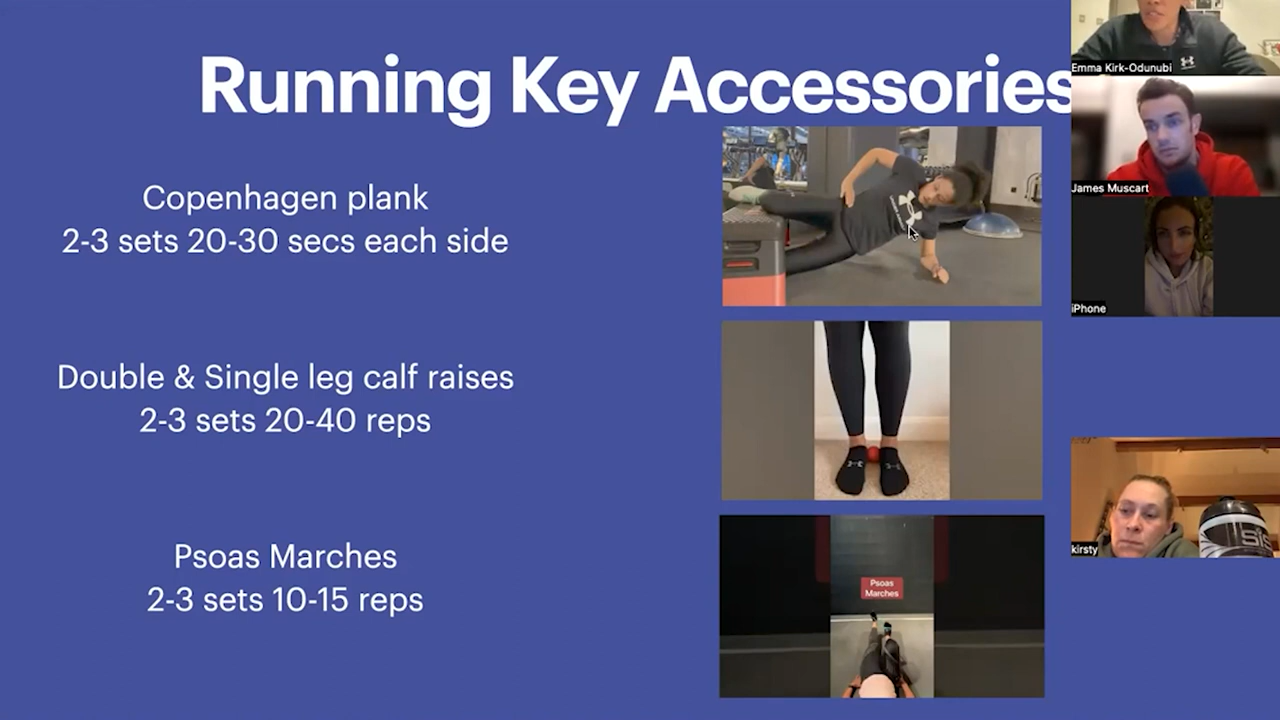 Running Key Accessories
Copenhagen plank
2-3 sets 20-30 secs each side
Double & Single leg calf raises
2-3 sets 20-40 reps
Psoas Marches
2-3 sets 10-15 reps
Psoas
Marches
Emma Kirk-Odunubi
James Muscart
iPhone
kirsty
SiS